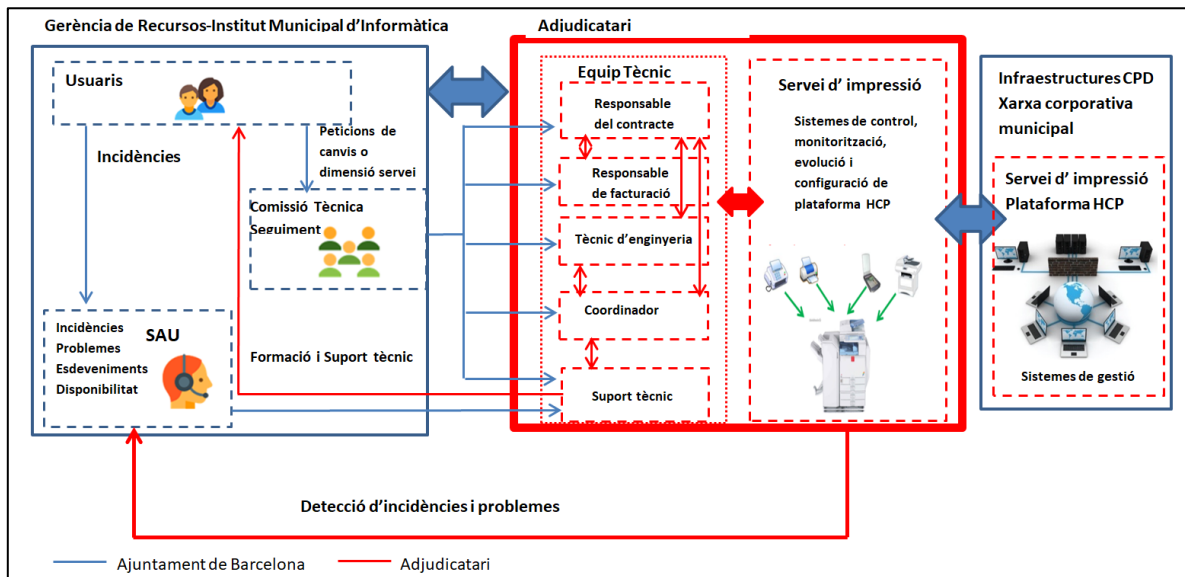 Gerència de Recursos-Institut Municipal d’Informàtica
Usuaris
Incidències
Peticions de
canvis o
dimensió servei
Comissió Tècnica
Seguiment
Incidències
Problemes
Esdeveniments
Disponibilitat
SAU
Formació i Suport tècnic
Adjudicatari
Equip Tècnic
Responsable
del contracte
Responsable
de facturació
Tècnic d’enginyeria
Coordinador
Suport tècnic
Servei d’ impressió
Sistemes de control,
monitorització,
evolució i
configuració de
plataforma HCP
Infraestructures CPD
Xarxa corporativa
municipal
Servei d’ impressió
Plataforma HCP
Sistemes de gestió
Detecció d’incidències i problemes
Ajuntament de Barcelona
Adjudicatari